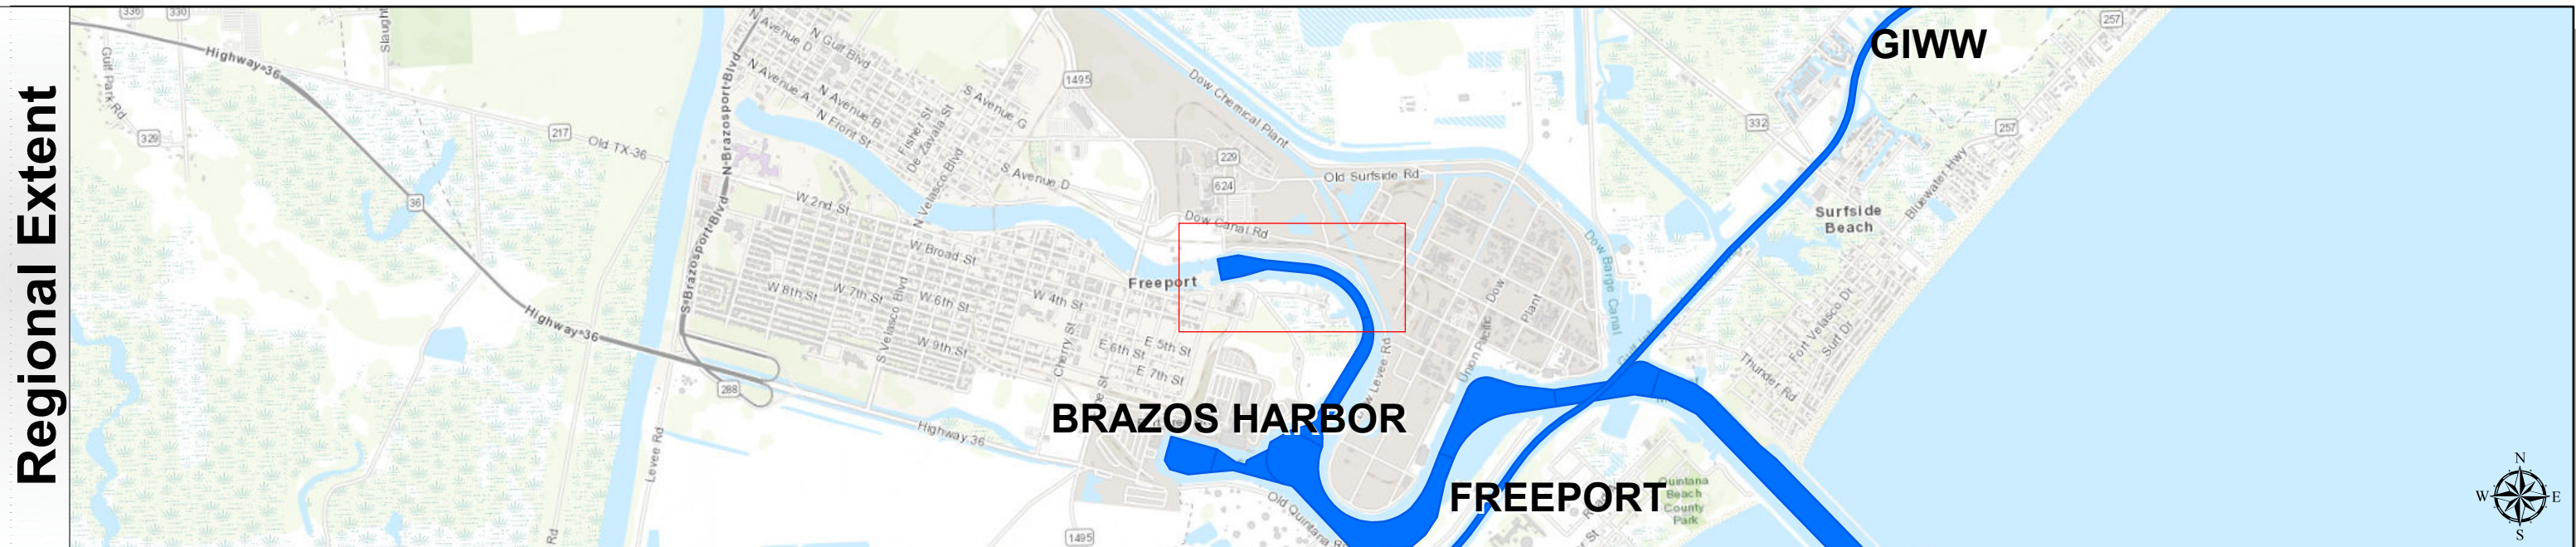 Regional Extent
336
330
Slaught
257
GIWW
Gulf Park Rd
Highway 36
N Brazosport Blvd
N Avenue D
N Gulf Blvd
N Avenue A
N Avenue B
N Front St
Fisher St
De Zavala St
S Avenue G
1495
Dow Chemical Plant
332
257
329
217
Old TX-36
N Velasco Blvd
S Avenue D
229
624
Old Surfside Rd
Bluewater Hwy
36
W 2nd St
Dow Canal Rd
Surfside
Beach
S Brazosport Blvd
W Broad St
Freeport
Dow Barge Canal
W 8th St
W 7th St
W 6th St
W 4th St
Dow
Plant
Union Pacific
Fort Velasco Dr
Surf Dr
Highway 36
S Velasco Blvd
W 9th St
Cherry St
E 5th St
E 6th St
E 7th St
Thunder Rd
288
BRAZOS HARBOR
Levee Rd
Highway 36
FREEPORT
Quintana
Beach
County
Park
Rd
1495
N
W
E
S